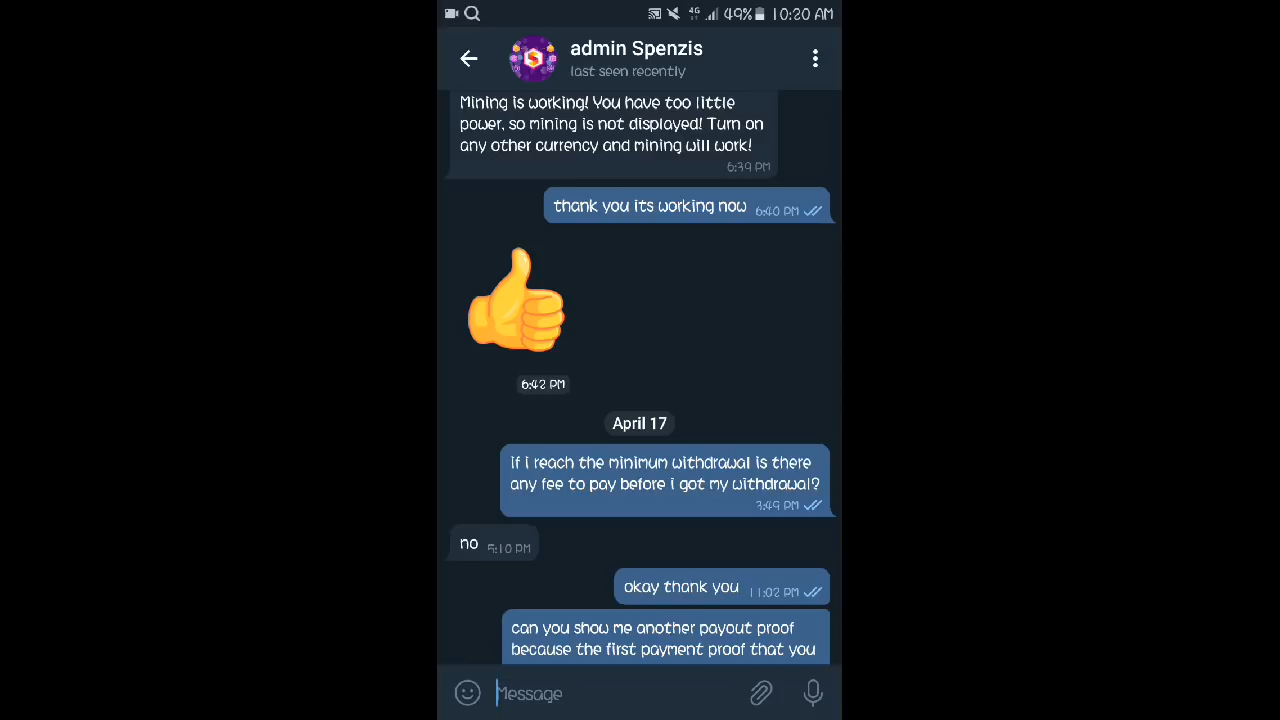 4G 49% 10:20 AM
admin Spenzis
last seen recently
Mining is working! You have too little
power, so mining is not displayed! Turn on
any other currency and mining will work!
6:39 PM
thank you its working now 6:40 PM
6:42 PM
April 17
if i reach the minimum withdrawal is there
any fee to pay before i got my withdrawal?
3:49 PM
no 5:10 PM
okay thank you 11:02 PM
can you show me another payout proof
because the first payment proof that you
Message